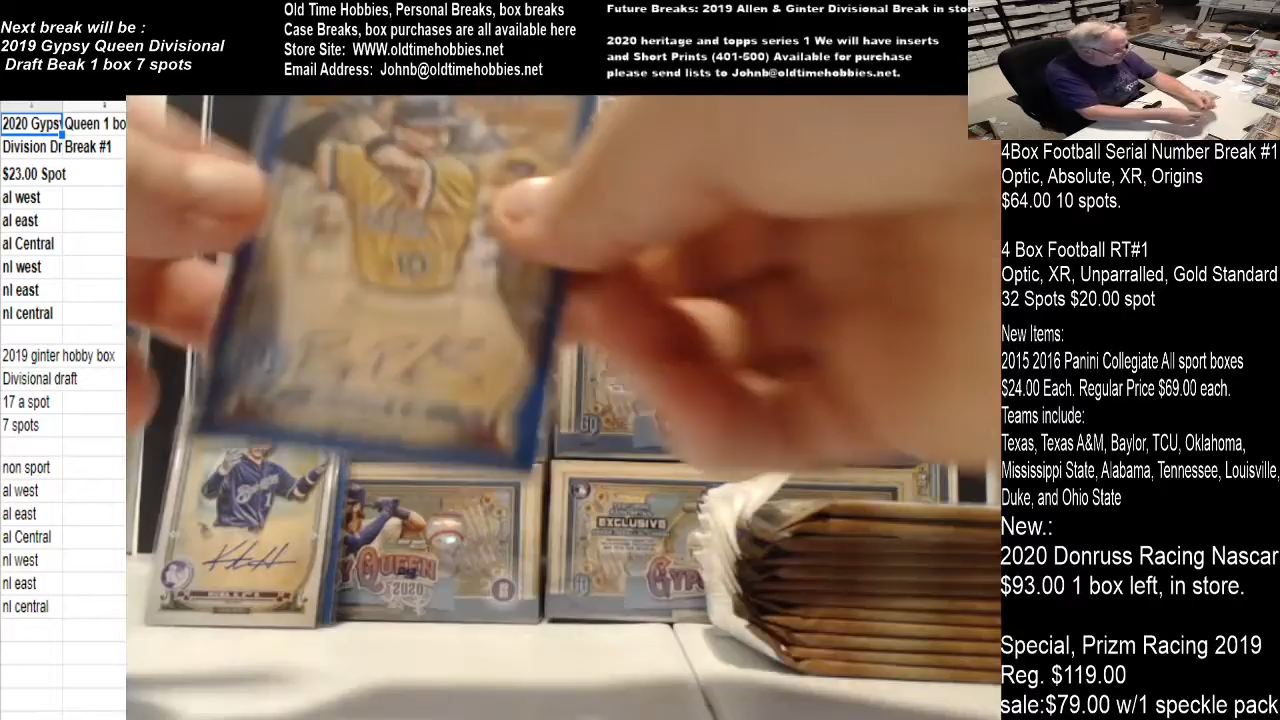 Next break will be :
2019 Gypsy Queen Divisional
Draft Beak 1 box 7 spots
Old Time Hobbies, Personal Breaks, box breaks
Case Breaks, box purchases are all available here
Store Site: WWW.oldtimehobbies.net
Email Address: Johnb@oldtimehobbies.net
Future Breaks: 2019 Allen & Ginter Divisional Break in store
2020 heritage and topps series 1 We will have inserts
and Short Prints (401-500) Available for purchase
please send lists to Johnb@oldtimehobbies.net.
2020 Gypsy Queen 1 bo
Division Dr Break #1
$23.00 Spot
al west
al east
al Central
nl west
nl east
nl central
2019 ginter hobby box
Divisional draft
17 a spot
7 spots
non sport
al west
al east
al Central
nl west
nl east
nl central
10
EXCLUSIVE
QUEEN
2020
4Box Football Serial Number Break #1
Optic, Absolute, XR, Origins
$64.00 10 spots.
4 Box Football RT#1
Optic, XR, Unparralled, Gold Standard
32 Spots $20.00 spot
New Items:
2015 2016 Panini Collegiate All sport boxes
$24.00 Each. Regular Price $69.00 each.
Teams include:
Texas, Texas A&M, Baylor, TCU, Oklahoma,
Mississippi State, Alabama, Tennessee, Louisville,
Duke, and Ohio State
New.:
2020 Donruss Racing Nascar
$93.00 1 box left, in store.
Special, Prizm Racing 2019
Reg. $119.00
sale:$79.00 w/1 speckle pack